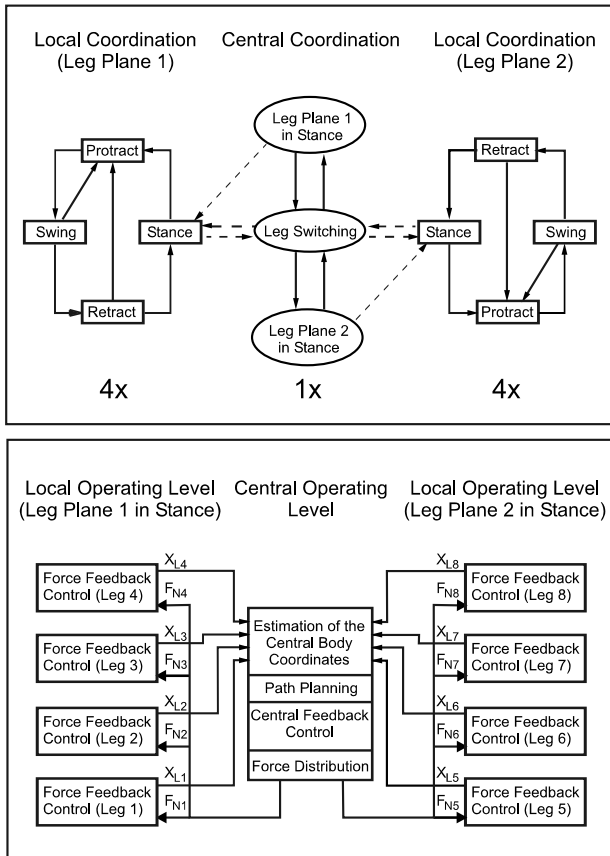 Local Coordination
(Leg Plane 1)
Central Coordination
Local Coordination
(Leg Plane 2)
Protract
Swing
Stance
Retract
Leg Plane 1
in Stance
Leg Switching
Leg Plane 2
in Stance
Retract
Stance
Swing
Protract
4x
1x
4x
Local Operating Level
(Leg Plane 1 in Stance)
Central Operating
Level
Local Operating Level
(Leg Plane 2 in Stance)
Force Feedback
Control (Leg 4)
XL4
FN4
Force Feedback
Control (Leg 3)
XL3
FN3
Force Feedback
Control (Leg 2)
XL2
FN2
Force Feedback
Control (Leg 1)
XL1
FN1
Estimation of the
Central Body
Coordinates
Path Planning
Central Feedback
Control
Force Distribution
XL8
FN8
Force Feedback
Control (Leg 8)
XL7
FN7
Force Feedback
Control (Leg 7)
XL6
FN6
Force Feedback
Control (Leg 6)
XL5
FN5
Force Feedback
Control (Leg 5)